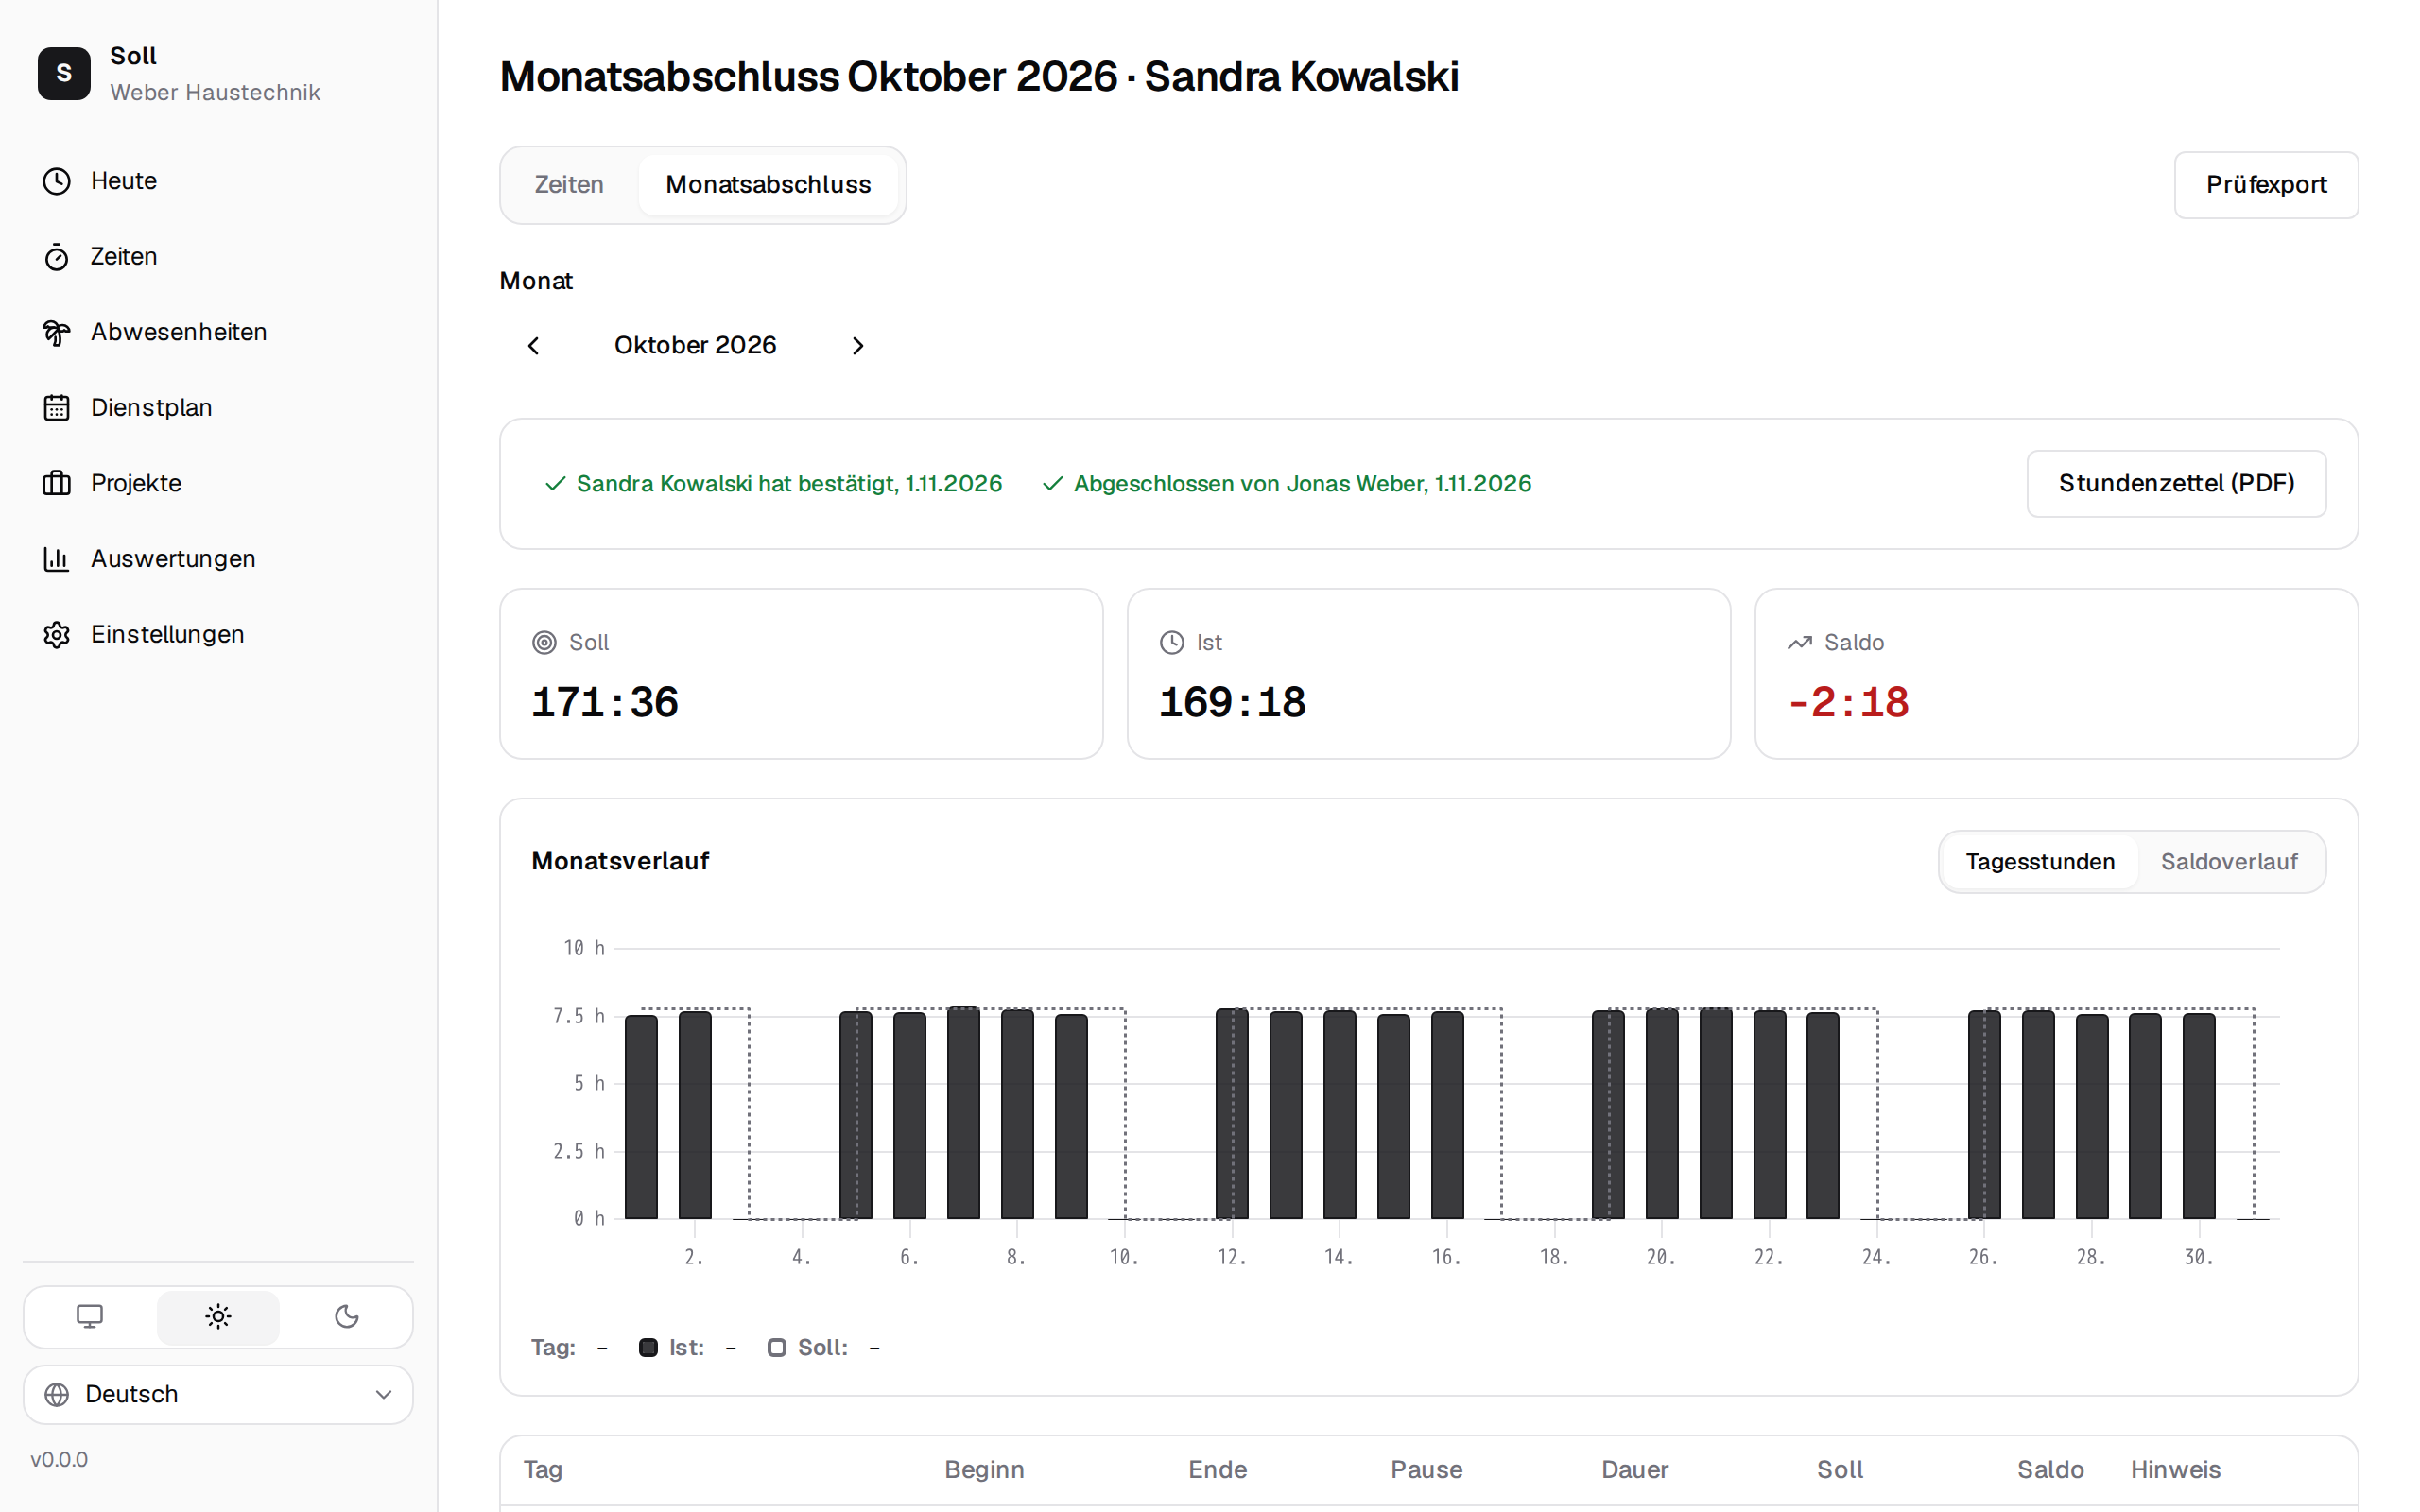 S
Soll
Weber Haustechnik
Heute
Zeiten
Abwesenheiten
Dienstplan
Projekte
Auswertungen
Einstellungen
Deutsch
v0.0.0
Monatsabschluss Oktober 2026 · Sandra Kowalski
Zeiten Monatsabschluss
Prüfexport
Monat
Oktober 2026
Sandra Kowalski hat bestätigt, 1.11.2026 Abgeschlossen von Jonas Weber, 1.11.2026
Stundenzettel (PDF)
Soll
171:36
Ist
169:18
Saldo
-2:18
Monatsverlauf
Tagesstunden Saldoverlauf
10 h
7.5 h
5 h
2.5 h
0 h
2. 4. 6. 8. 10. 12. 14. 16. 18. 20. 22. 24. 26. 28. 30.
Tag: – Ist: – Soll: –
Tag Beginn Ende Pause Dauer Soll Saldo Hinweis